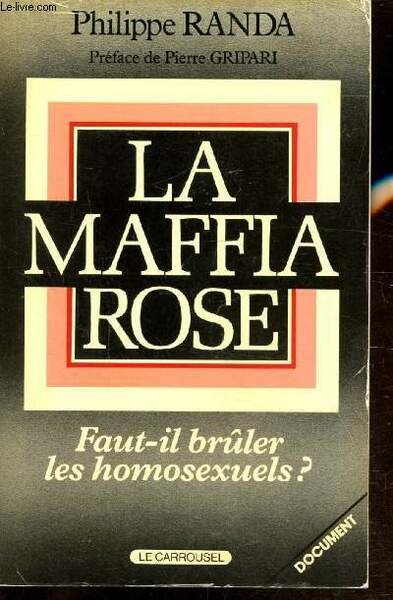 Le-livre.com
Philippe RANDA
Préface de Pierre GRIPARI
LA
MAFFIA
ROSE
Faut-il brûler
les homosexuels ?
LE CARROUSEL
DOCUMENT